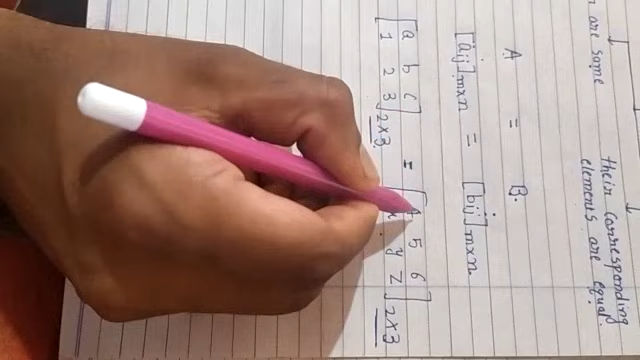 their corresponding
are same elements are equal.
A = B.
[aij]mxn = [bij]mxn
[a b c] = [4 5 6]
1 2 3 2x3 x y z 2x3